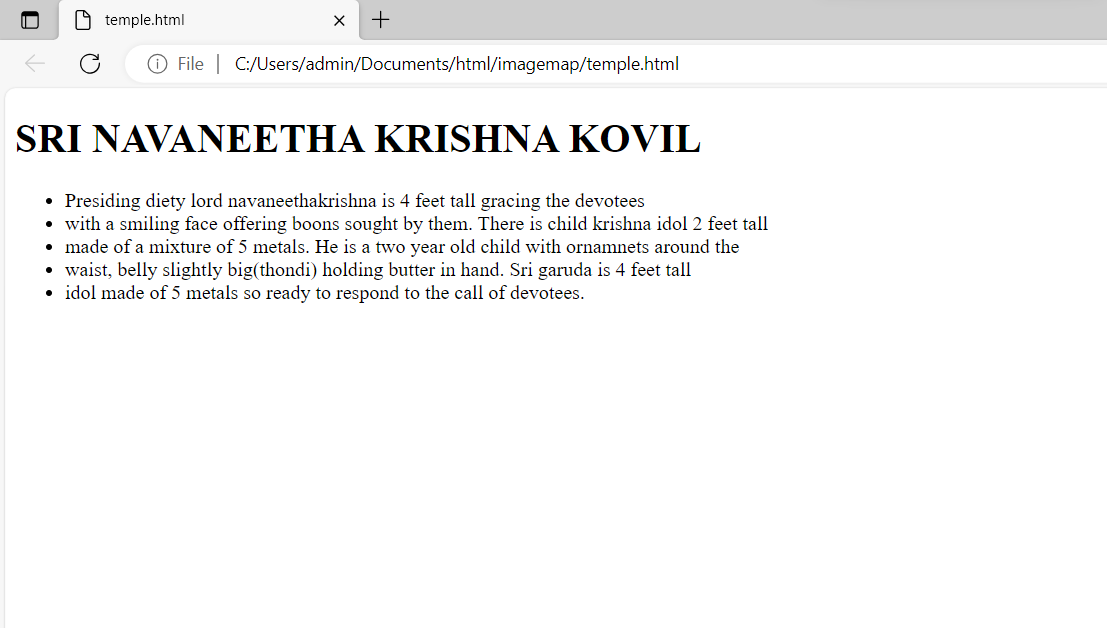 temple.html
File | C:/Users/admin/Documents/html/imagemap/temple.html
SRI NAVANEETHA KRISHNA KOVIL
• Presiding diety lord navaneethakrishna is 4 feet tall gracing the devotees
• with a smiling face offering boons sought by them. There is child krishna idol 2 feet tall
• made of a mixture of 5 metals. He is a two year old child with ornamnets around the
• waist, belly slightly big(thondi) holding butter in hand. Sri garuda is 4 feet tall
• idol made of 5 metals so ready to respond to the call of devotees.